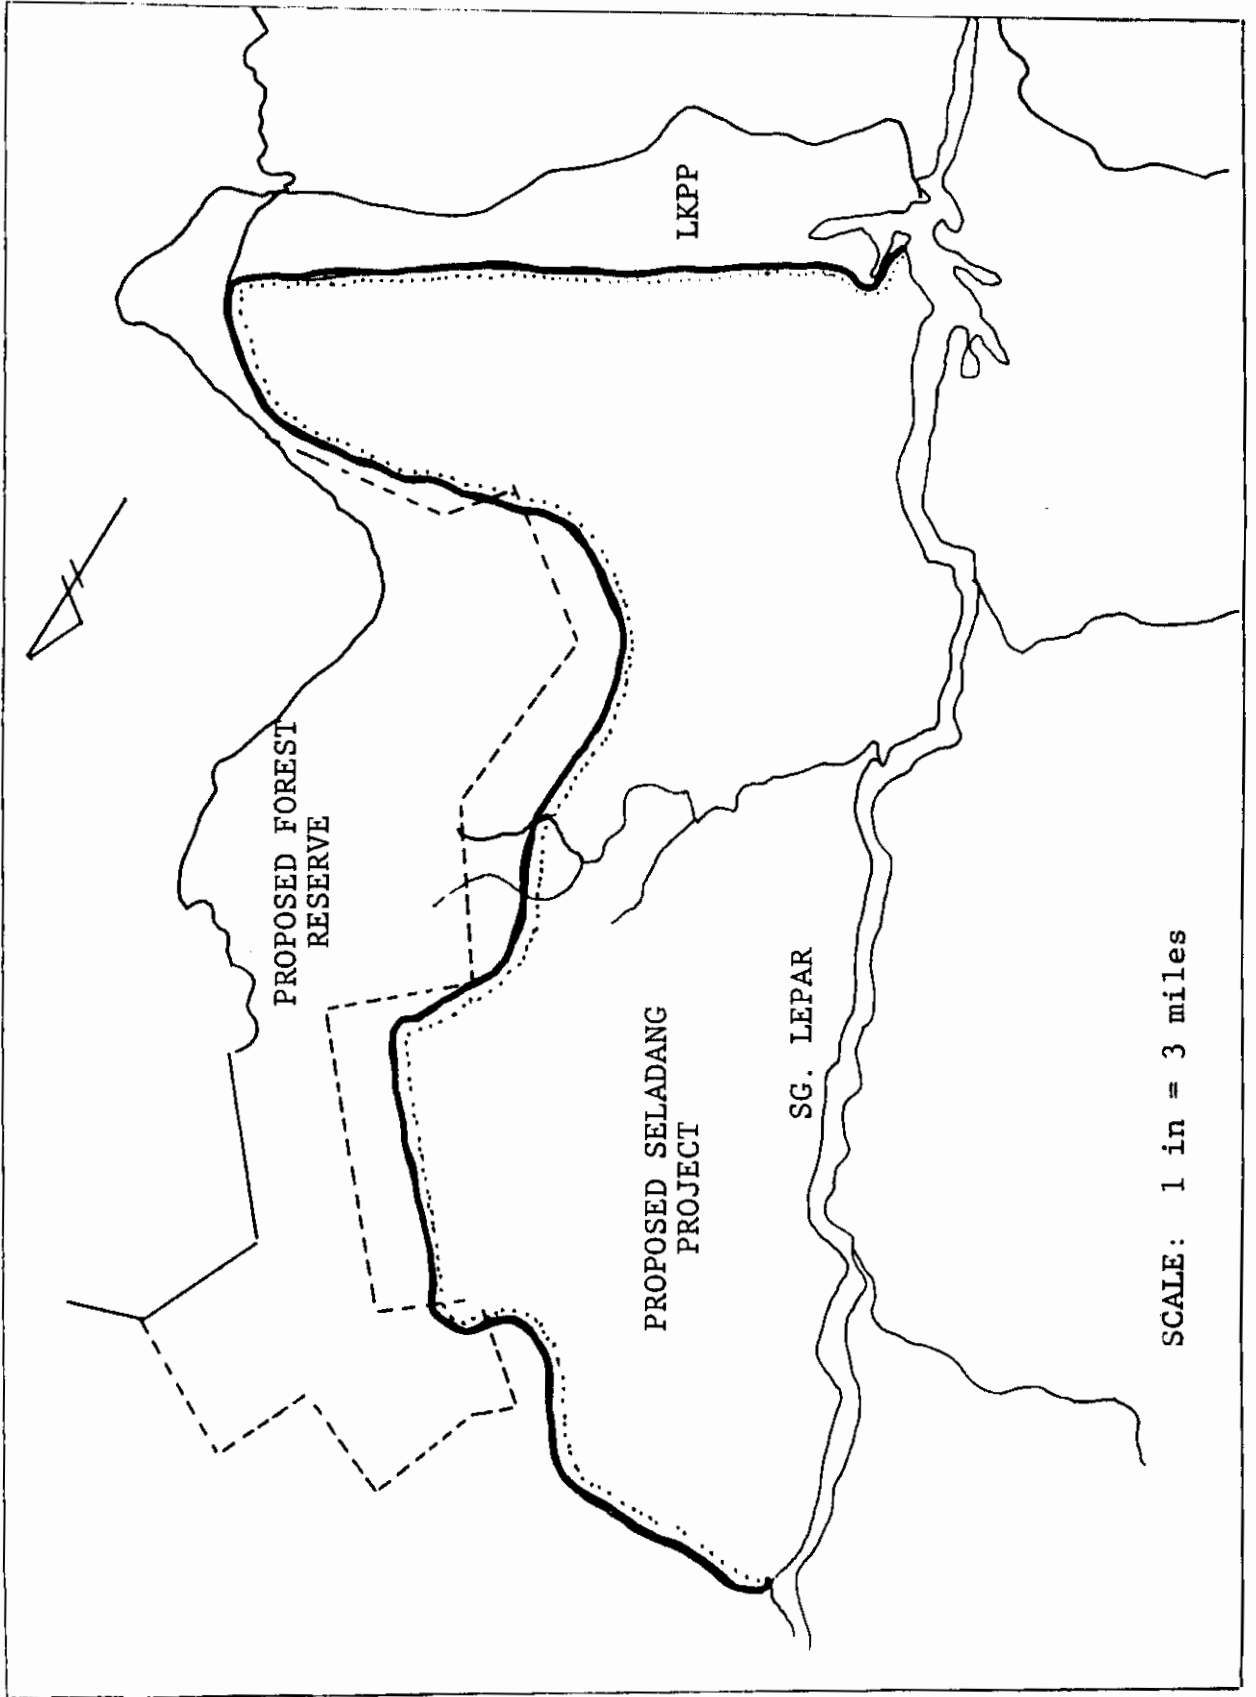 LKPP
PROPOSED FOREST
RESERVE
PROPOSED SELADANG
PROJECT
SG. LEPAR
SCALE: 1 in = 3 miles